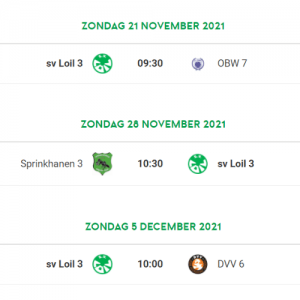 ZONDAG 21 NOVEMBER 2021
sv Loil 3 09:30 OBW 7
ZONDAG 28 NOVEMBER 2021
Sprinkhanen 3 10:30 sv Loil 3
ZONDAG 5 DECEMBER 2021
sv Loil 3 10:00 DVV 6